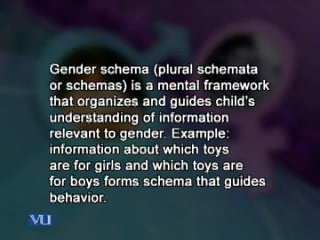 Gender schema (plural schemata
or schemas) is a mental framework
that organizes and guides child's
understanding of information
relevant to gender. Example:
information about which toys
are for girls and which toys are
for boys forms schema that guides
behavior.
VU